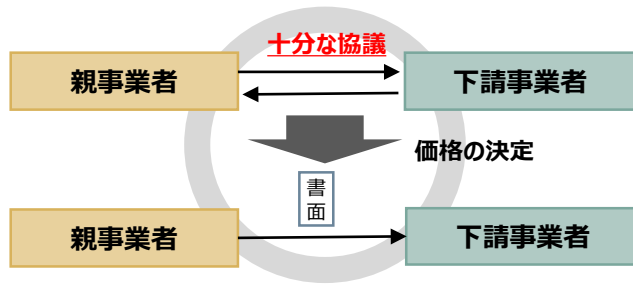 十分な協議
親事業者
下請事業者
価格の決定
書
面
親事業者
下請事業者